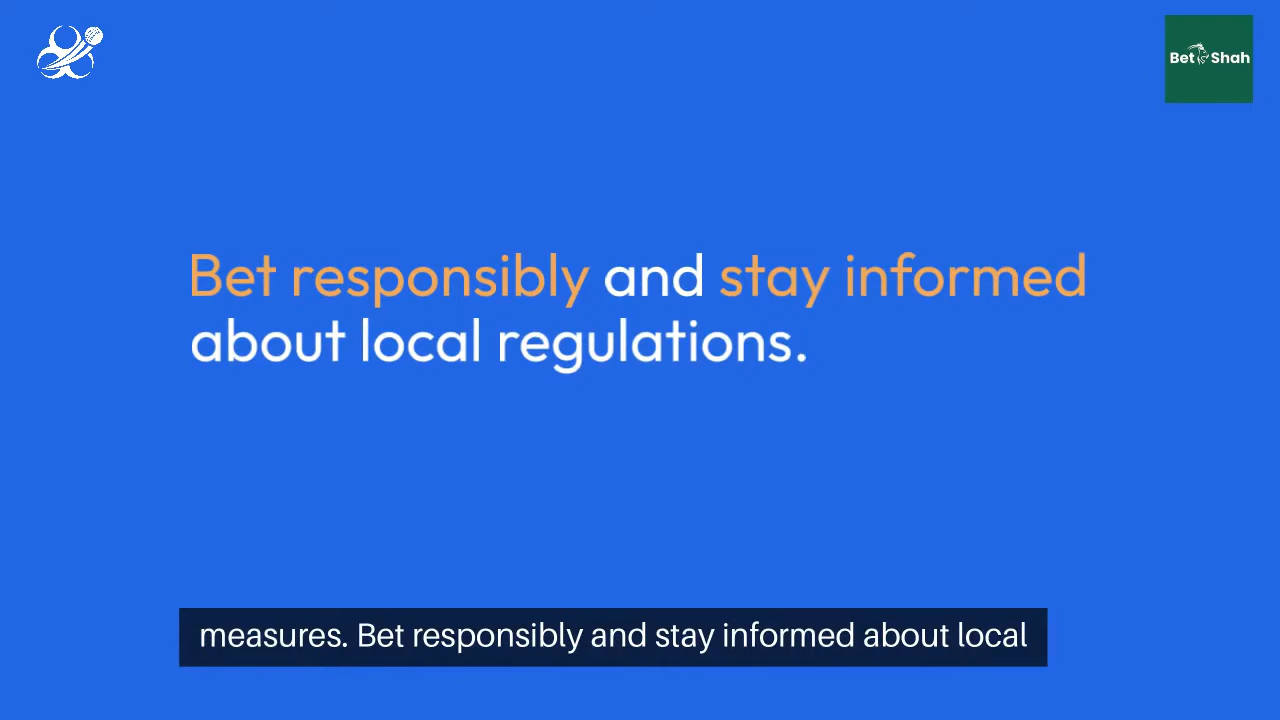 Bet Shah
Bet responsibly and stay informed
about local regulations.
measures. Bet responsibly and stay informed about local